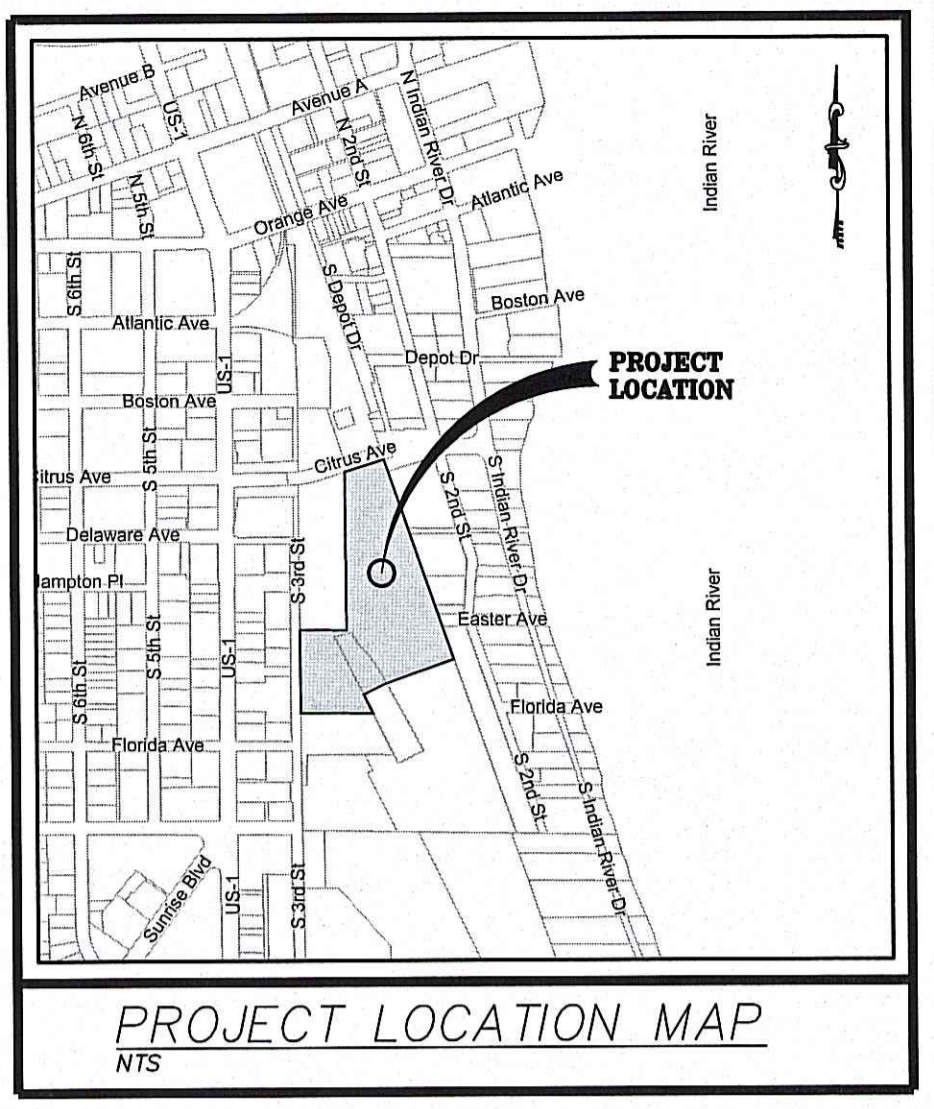 Avenue B
Avenue A
US-1
N 6th St
N 5th St
N 2nd St
N Indian River Dr
Indian River
Orange Ave
Atlantic Ave
S 6th St
S Depot Dr
Boston Ave
Atlantic Ave
US-1
Depot Dr
PROJECT
LOCATION
Boston Ave
S 5th St
Citrus Ave
Citrus Ave
S 2nd St
S Indian River Dr
Delaware Ave
S 3rd St
Hampton Pl
Indian River
Easter Ave
S 5th St
US-1
S 6th St
Florida Ave
Florida Ave
S 2nd St
S Indian River Dr
Sunrise Blvd
US-1
S 3rd St
PROJECT LOCATION MAP
NTS